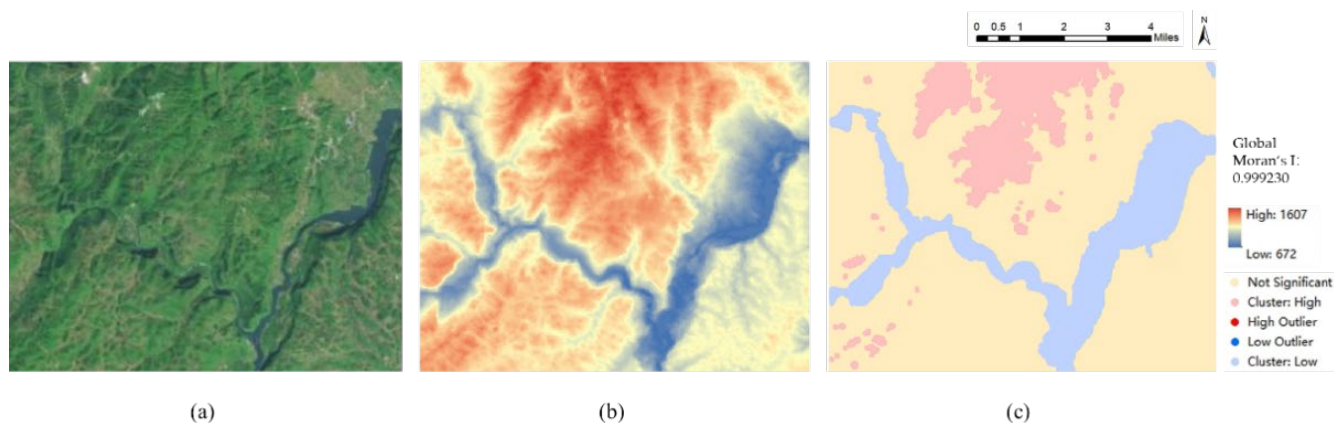 0 0.5 1 2 3 4
Miles
N
Global
Moran's I:
0.999230
High: 1607
Low: 672
Not Significant
Cluster: High
High Outlier
Low Outlier
Cluster: Low
(a) (b) (c)